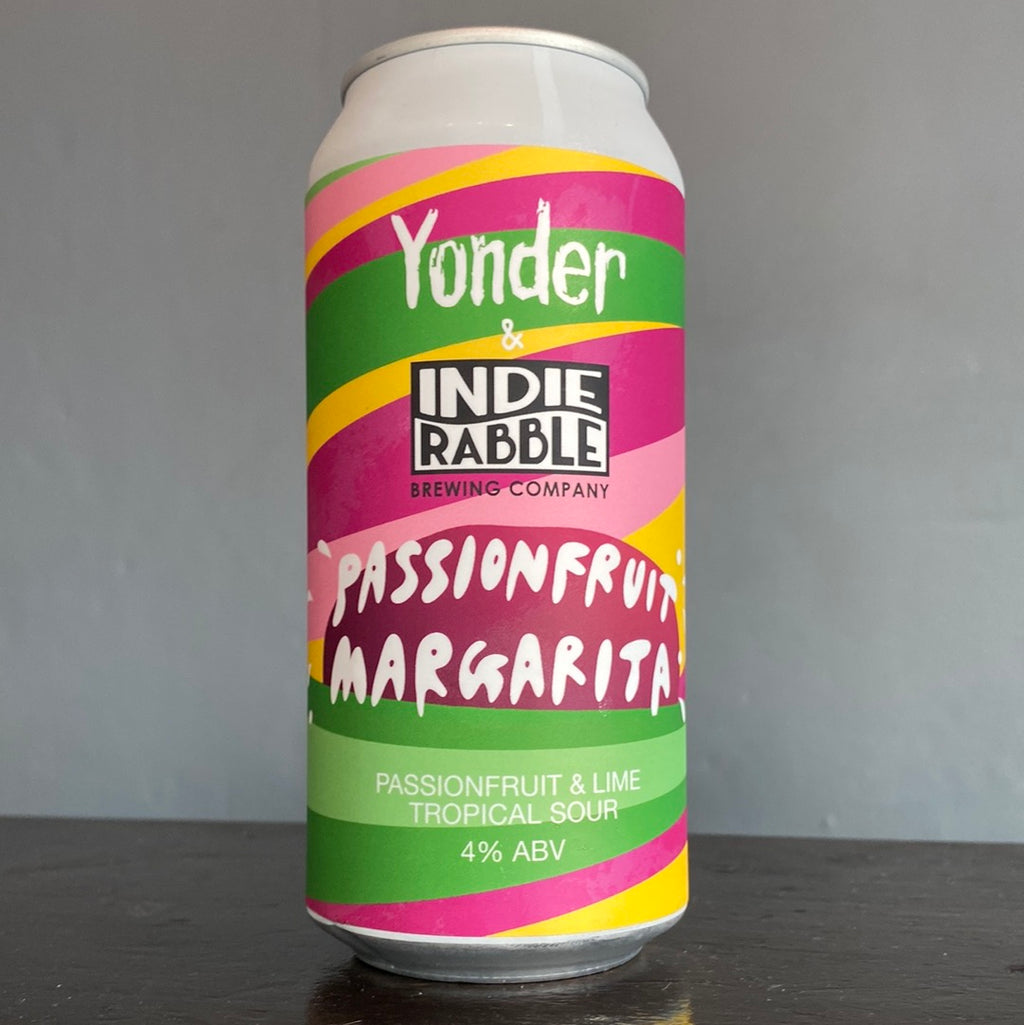 Yonder
&
INDIE
RABBLE
BREWING COMPANY
PASSIONFRUIT
MARGARITA
PASSIONFRUIT & LIME
TROPICAL SOUR
4% ABV